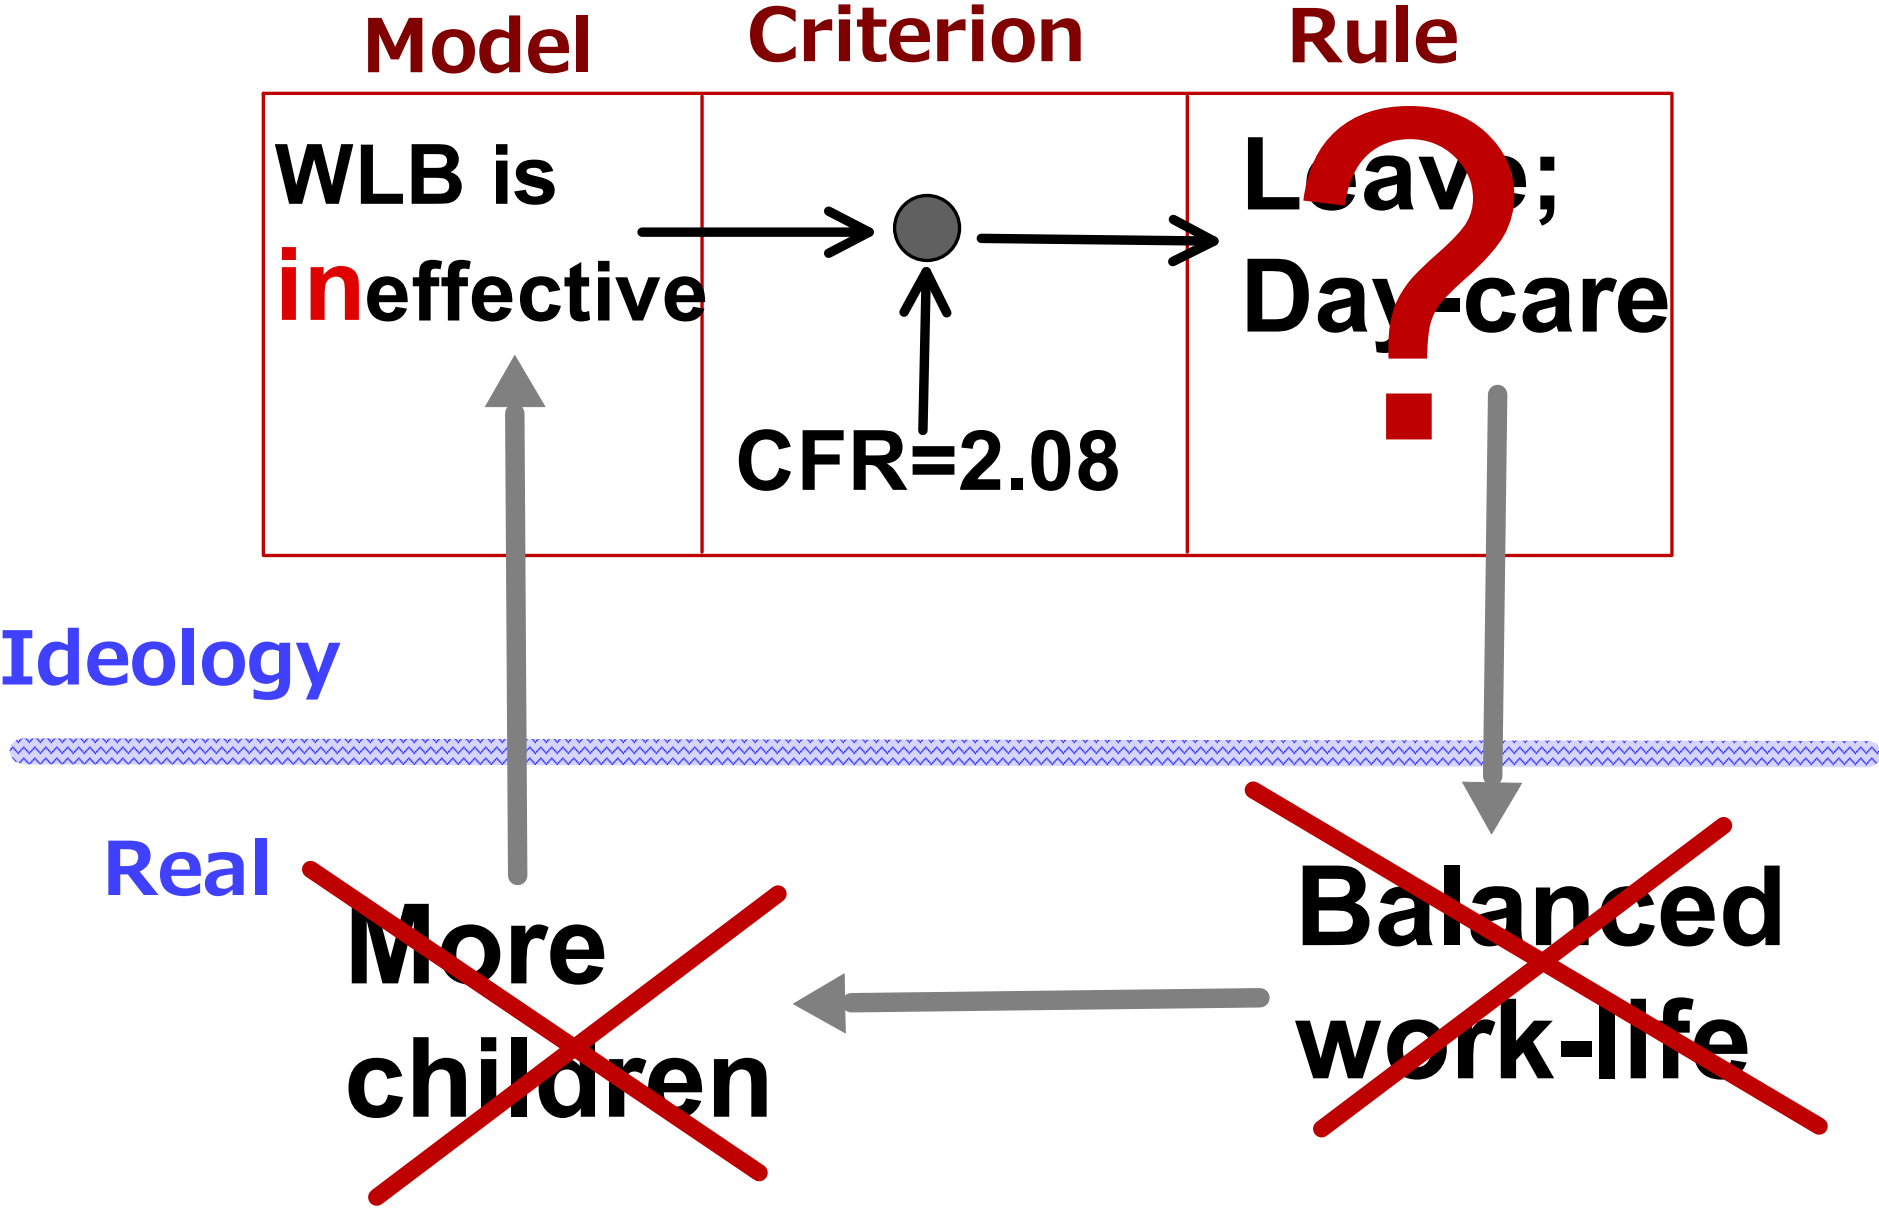 Model
Criterion
Rule
WLB is
ineffective
CFR=2.08
Leave;
Day-care
?
Ideology
Real
More
children
Balanced
work-life